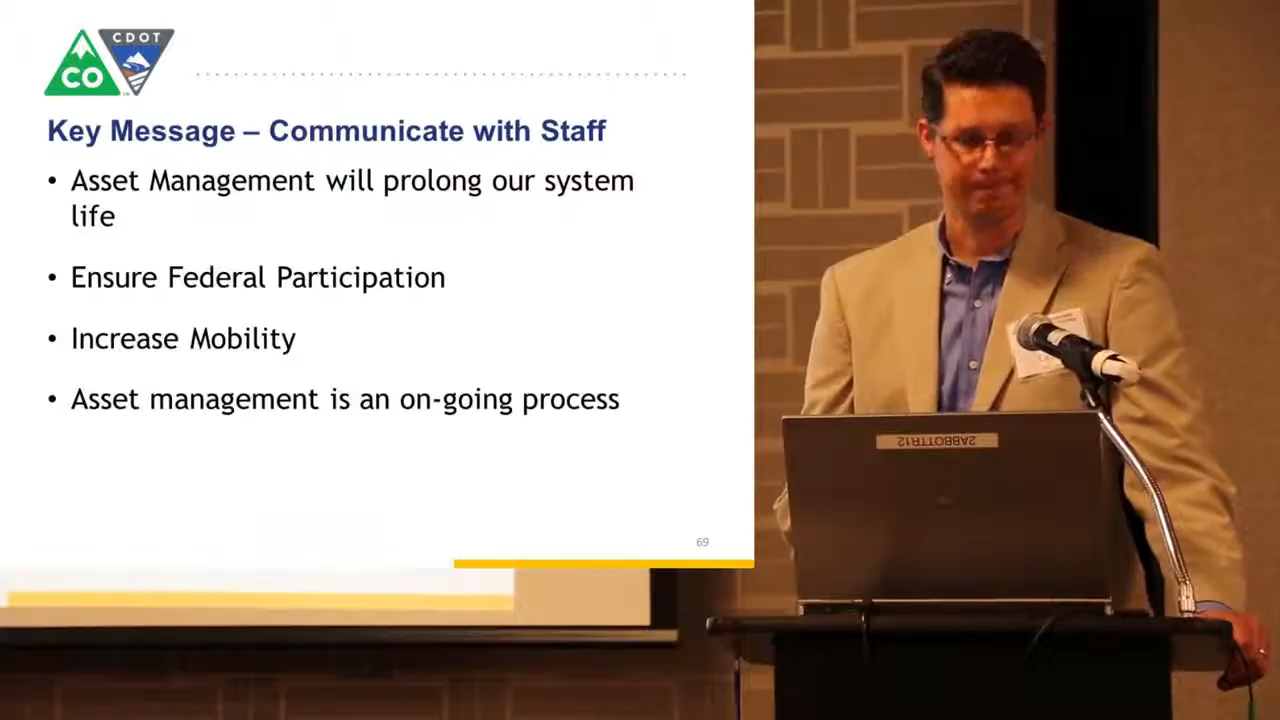 CDOT
CO
Key Message – Communicate with Staff
• Asset Management will prolong our system
life
• Ensure Federal Participation
• Increase Mobility
• Asset management is an on-going process
69
2ABBOTTR12